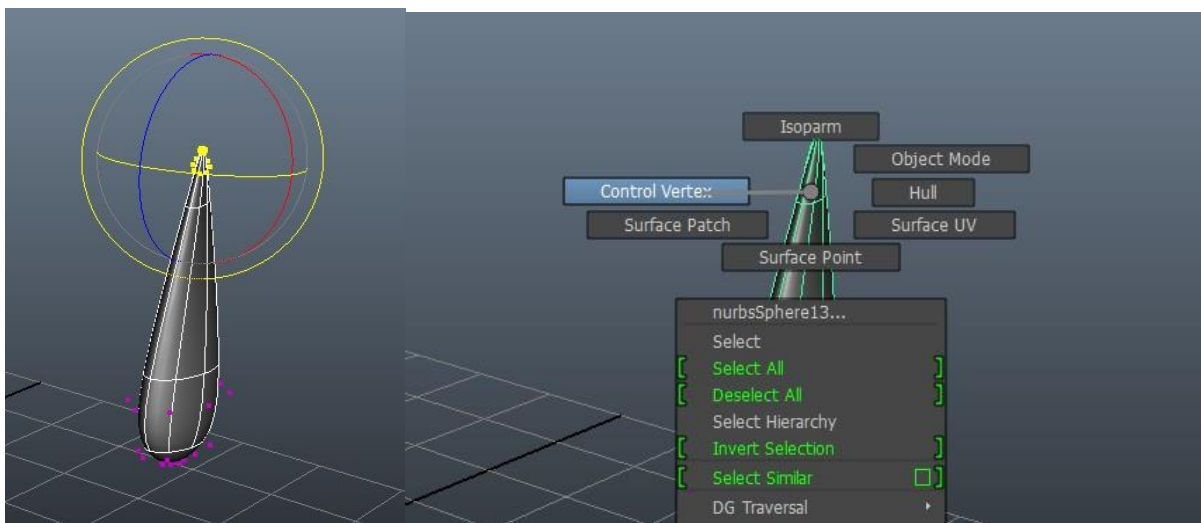 Isoparm
Object Mode
Control Vertex
Hull
Surface Patch
Surface UV
Surface Point
nurbsSphere13...
Select
Select All
Deselect All
Select Hierarchy
Invert Selection
Select Similar
DG Traversal